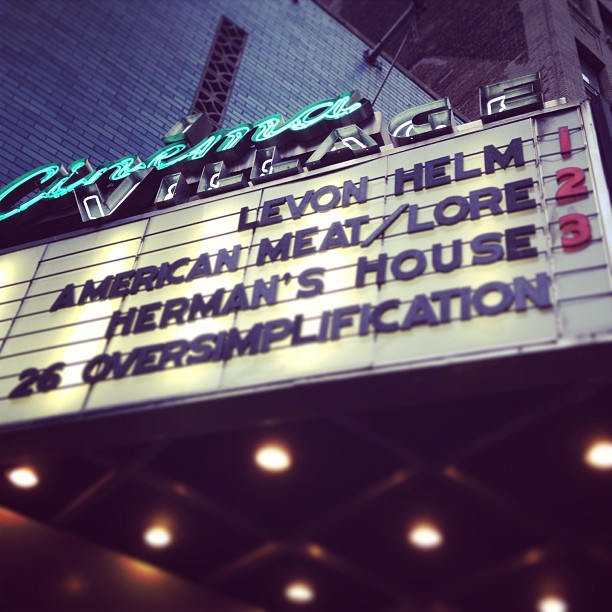 Cinema
VILLAGE
LEVON HELM 1
AMERICAN MEAT/LORE 2
HERMAN'S HOUSE 3
26 OVERSIMPLIFICATION